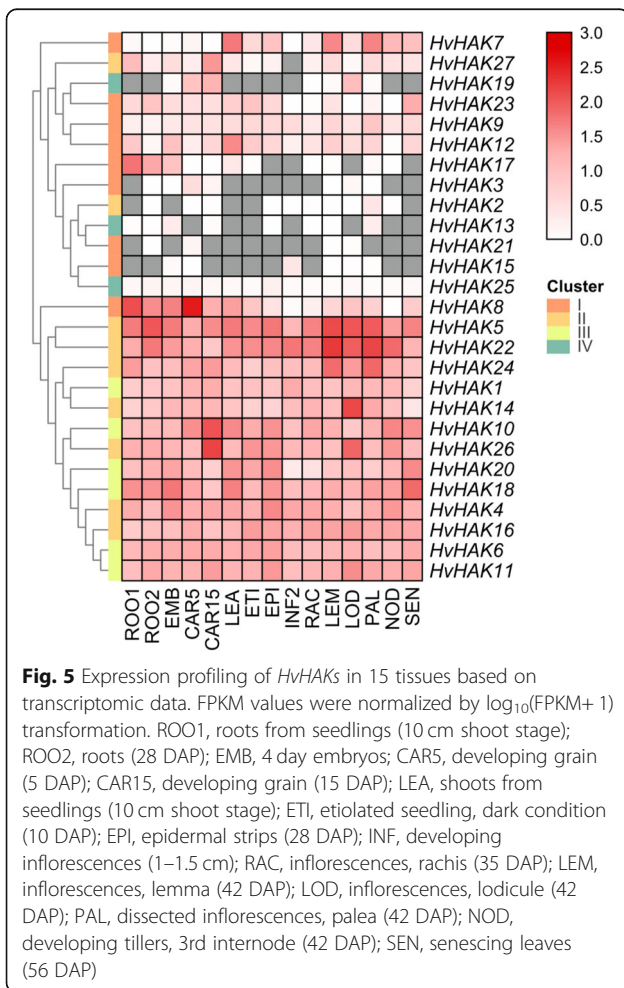 HvHAK7
HvHAK27
HvHAK19
HvHAK23
HvHAK9
HvHAK12
HvHAK17
HvHAK3
HvHAK2
HvHAK13
HvHAK21
HvHAK15
HvHAK25
HvHAK8
HvHAK5
HvHAK22
HvHAK24
HvHAK1
HvHAK14
HvHAK10
HvHAK26
HvHAK20
HvHAK18
HvHAK4
HvHAK16
HvHAK6
HvHAK11
3.0
2.5
2.0
1.5
1.0
0.5
0.0
Cluster
I
II
III
IV
ROO1
ROO2
EMB
CAR5
CAR15
LEA
ETI
EPI
INF2
RAC
LEM
LOD
PAL
NOD
SEN
Fig. 5 Expression profiling of HvHAKs in 15 tissues based on
transcriptomic data. FPKM values were normalized by log₁₀(FPKM+ 1)
transformation. ROO1, roots from seedlings (10 cm shoot stage);
ROO2, roots (28 DAP); EMB, 4 day embryos; CAR5, developing grain
(5 DAP); CAR15, developing grain (15 DAP); LEA, shoots from
seedlings (10 cm shoot stage); ETI, etiolated seedling, dark condition
(10 DAP); EPI, epidermal strips (28 DAP); INF, developing
inflorescences (1–1.5 cm); RAC, inflorescences, rachis (35 DAP); LEM,
inflorescences, lemma (42 DAP); LOD, inflorescences, lodicule (42
DAP); PAL, dissected inflorescences, palea (42 DAP); NOD,
developing tillers, 3rd internode (42 DAP); SEN, senescing leaves
(56 DAP)